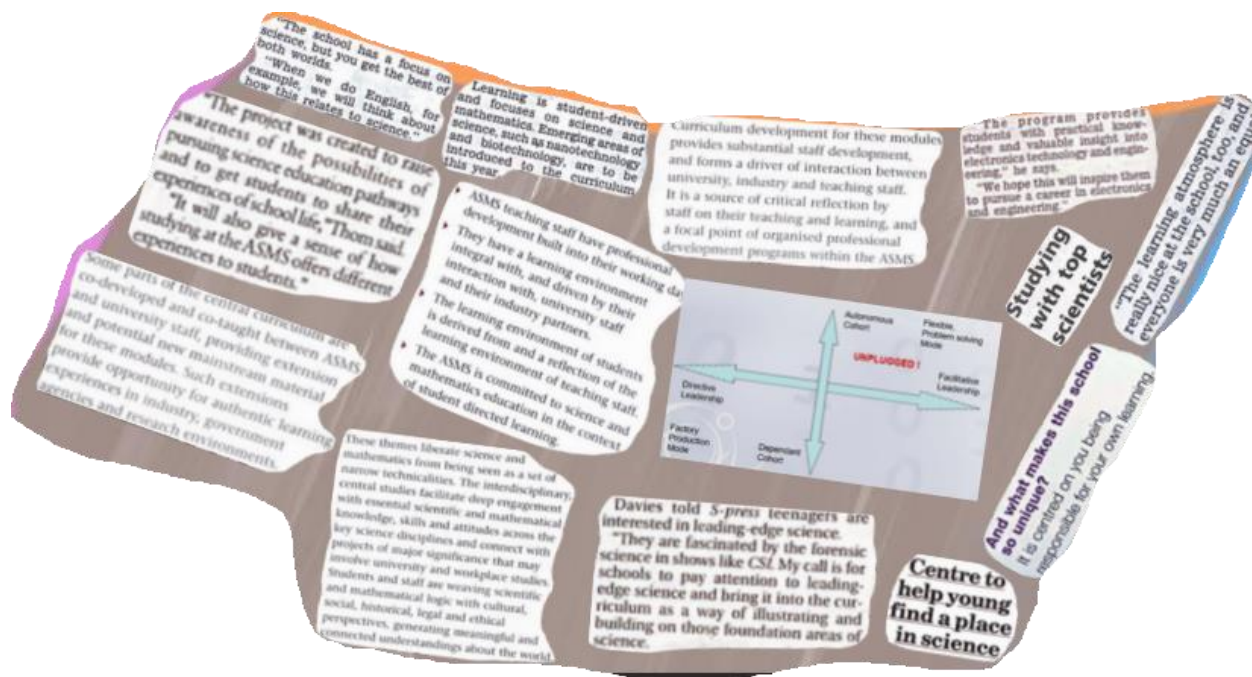 "The school has a focus on
science, but you get the best of
both worlds.
"When we do English, for
example, we will think about
how this relates to science."
Learning is student-driven
and focuses on science and
mathematics. Emerging areas of
science, such as nanotechnology
and biotechnology, are to be
introduced to the curriculum
this year.
"The project was created to raise
awareness of the possibilities of
pursuing science education pathways
and to get students to share their
experiences of school life," Thom said.
"It will also give a sense of how
studying at the ASMS offers different
experiences to students."
Curriculum development for these modules
provides substantial staff development,
and forms a driver of interaction between
university, industry and teaching staff.
It is a source of critical reflection by
staff on their teaching and learning, and
a focal point of organised professional
development programs within the ASMS.
The program provides
students with practical know-
ledge and valuable insight into
electronics technology and engin-
eering," he says.
"We hope this will inspire them
to pursue a career in electronics
and engineering."
"The learning atmosphere is
really nice at the school, too, and
everyone is very much an equal
Studying
with top
scientists
ASMS teaching staff have professional
development built into their working day
They have a learning environment
integral with, and driven by their
interaction with, university staff
and their industry partners.
The learning environment of students
is derived from and a reflection of the
learning environment of teaching staff.
The ASMS is committed to science and
mathematics education in the context
of student directed learning.
Some parts of the central curriculum are
co-developed and co-taught between ASMS
and university staff, providing extension
and potential new mainstream material
for these modules. Such extensions
provide opportunity for authentic learning
experiences in industry, government
agencies and research environments.
Autonomous
Cohort
Flexible,
Problem solving
Mode
UNPLUGGED !
Directive
Leadership
Facilitative
Leadership
Factory
Production
Mode
Dependant
Cohort
And what makes this school
so unique?
It is centred on you being
responsible for your own learning
These themes liberate science and
mathematics from being seen as a set of
narrow technicalities. The interdisciplinary,
central studies facilitate deep engagement
with essential scientific and mathematical
knowledge, skills and attitudes across the
key science disciplines and connect with
projects of major significance that may
involve university and workplace studies.
Students and staff are weaving scientific
and mathematical logic with cultural,
social, historical, legal and ethical
perspectives, generating meaningful and
connected understandings about the world
Davies told S-press teenagers are
interested in leading-edge science.
"They are fascinated by the forensic
science in shows like CSI. My call is for
schools to pay attention to leading-
edge science and bring it into the cur-
riculum as a way of illustrating and
building on those foundation areas of
science.
Centre to
help young
find a place
in science